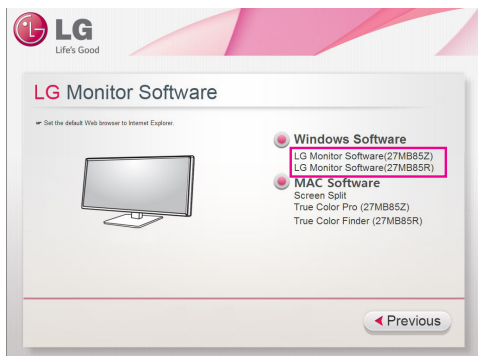 LG
Life's Good
LG Monitor Software
☞ Set the default Web browser to Internet Explorer.
Windows Software
LG Monitor Software(27MB85Z)
LG Monitor Software(27MB85R)
MAC Software
Screen Split
True Color Pro (27MB85Z)
True Color Finder (27MB85R)
Previous